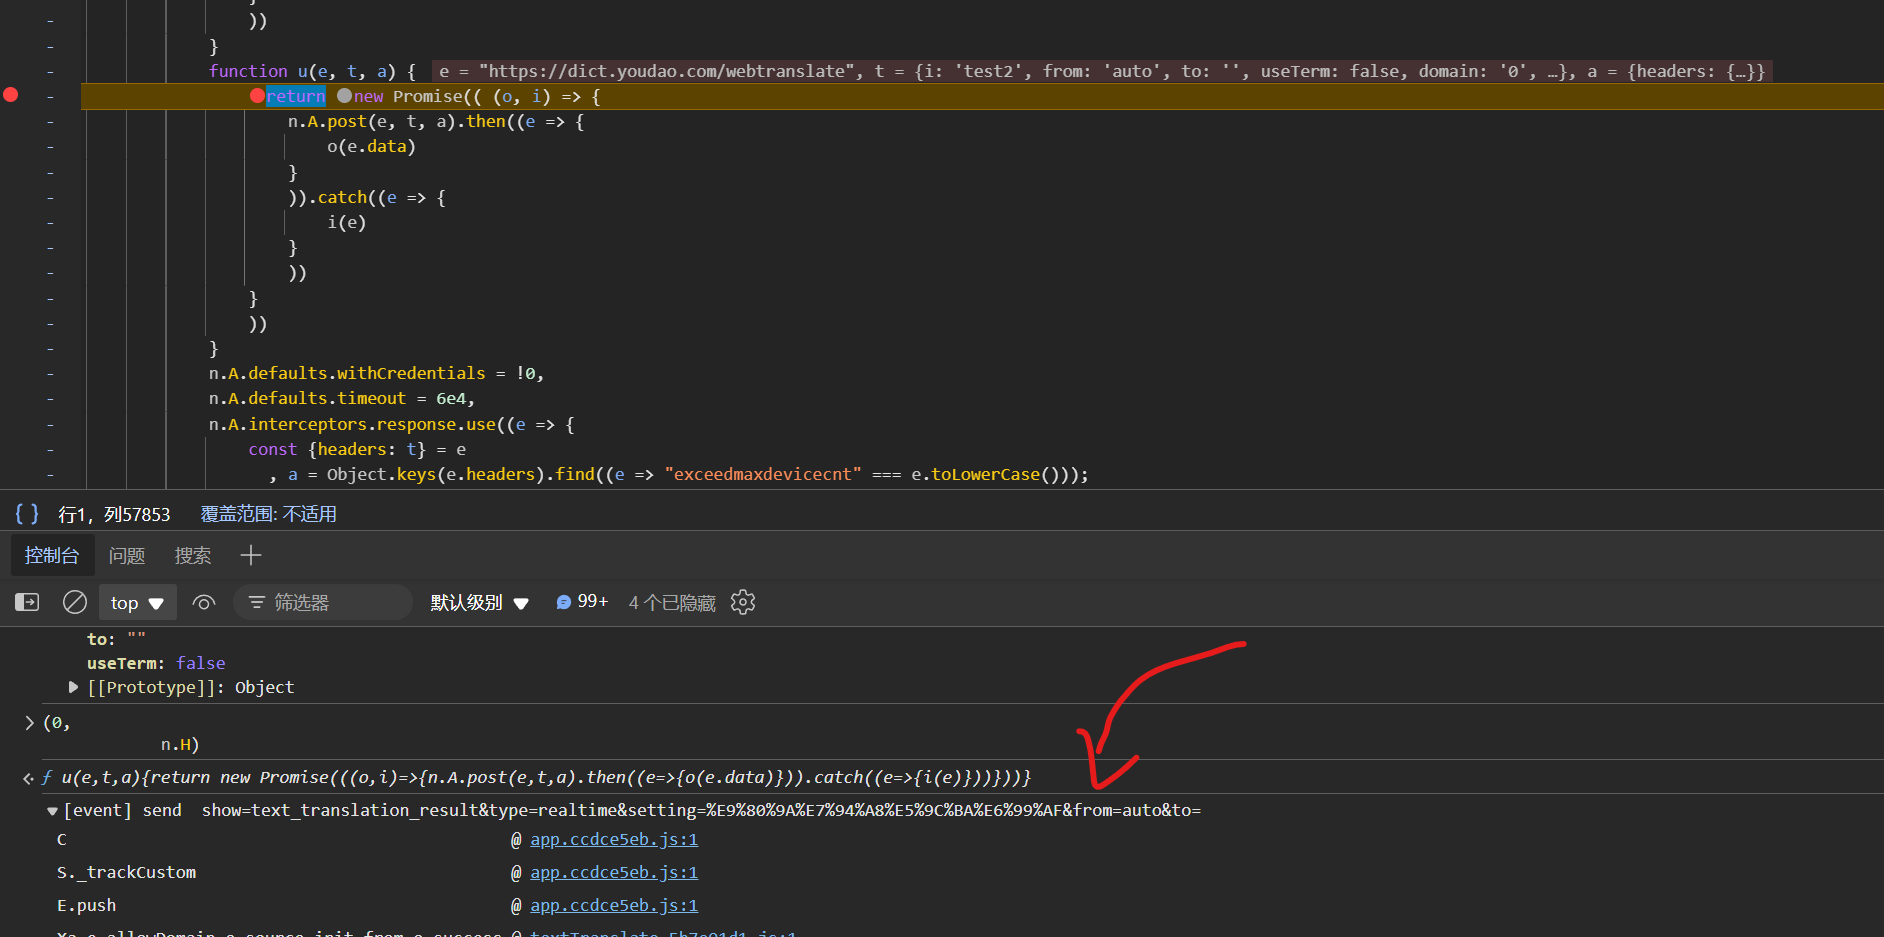 ))
}
function u(e, t, a) { e = "https://dict.youdao.com/webtranslate", t = {i: 'test2', from: 'auto', to: '', useTerm: false, domain: '0', …}, a = {headers: {…}}
return new Promise(( (o, i) => {
n.A.post(e, t, a).then((e => {
o(e.data)
}
)).catch((e => {
i(e)
}
))
}
))
}
n.A.defaults.withCredentials = !0,
n.A.defaults.timeout = 6e4,
n.A.interceptors.response.use((e => {
const {headers: t} = e
, a = Object.keys(e.headers).find((e => "exceedmaxdevicecnt" === e.toLowerCase()));
{ } 行1，列57853 覆盖范围: 不适用
控制台 问题 搜索
top 筛选器 默认级别 99+ 4 个已隐藏
to: ""
useTerm: false
[[Prototype]]: Object
(0,
n.H)
ƒ u(e,t,a){return new Promise(((o,i)=>{n.A.post(e,t,a).then((e=>{o(e.data)})).catch((e=>{i(e)}))}))}
[event] send show=text_translation_result&type=realtime&setting=%E9%80%9A%E7%94%A8%E5%9C%BA%E6%99%AF&from=auto&to=
C @ app.ccdce5eb.js:1
S._trackCustom @ app.ccdce5eb.js:1
E.push @ app.ccdce5eb.js:1